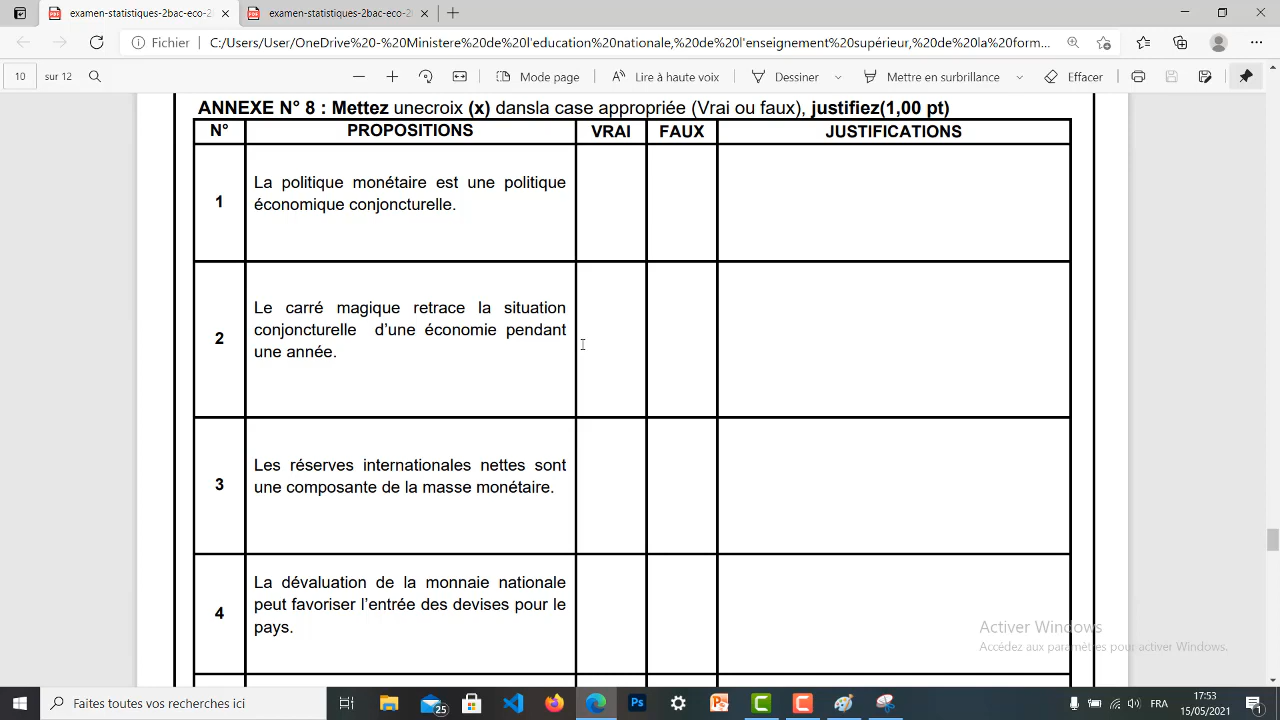 examen-statistiques-2bac-eco-2
examen-statistiques-2bac-eco-2
Fichier C:/Users/User/OneDrive%20-%20Ministere%20de%20l'education%20nationale,%20de%20l'enseignement%20supérieur,%20de%20la%20form...
10 sur 12 Mode page Lire à haute voix Dessiner Mettre en surbrillance Effacer
ANNEXE N° 8 : Mettez unecroix (x) dansla case appropriée (Vrai ou faux), justifiez(1,00 pt)
N° PROPOSITIONS VRAI FAUX JUSTIFICATIONS
1
La politique monétaire est une politique
économique conjoncturelle.
2
Le carré magique retrace la situation
conjoncturelle d’une économie pendant
une année.
3
Les réserves internationales nettes sont
une composante de la masse monétaire.
4
La dévaluation de la monnaie nationale
peut favoriser l’entrée des devises pour le
pays.
Activer Windows
Accédez aux paramètres pour activer Windows.
Faites toutes vos recherches ici
25
Ps
FRA
17:53
15/05/2021
1